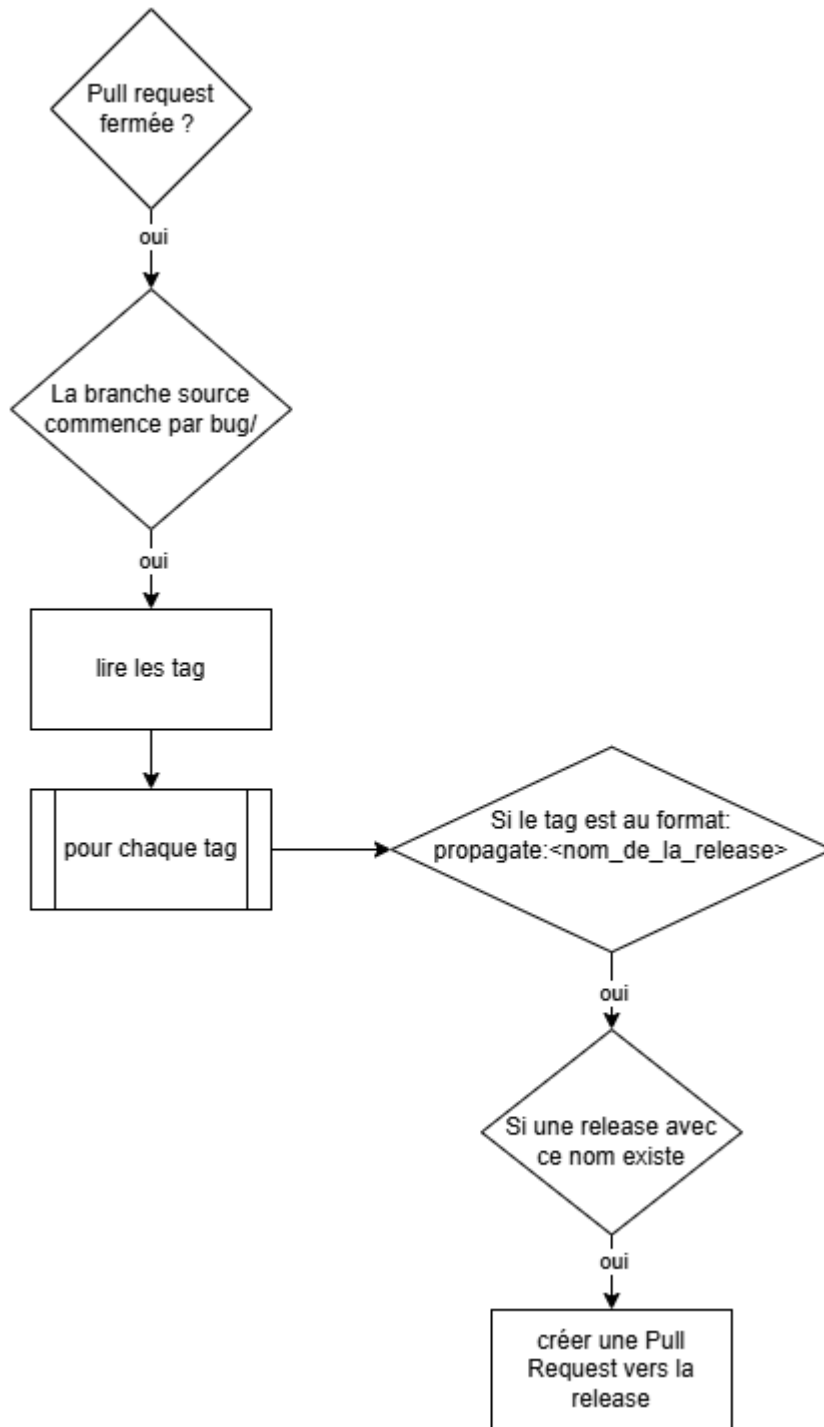 Pull request
fermée ?
oui
La branche source
commence par bug/
oui
lire les tag
pour chaque tag
Si le tag est au format:
propagate:<nom_de_la_release>
oui
Si une release avec
ce nom existe
oui
créer une Pull
Request vers la
release